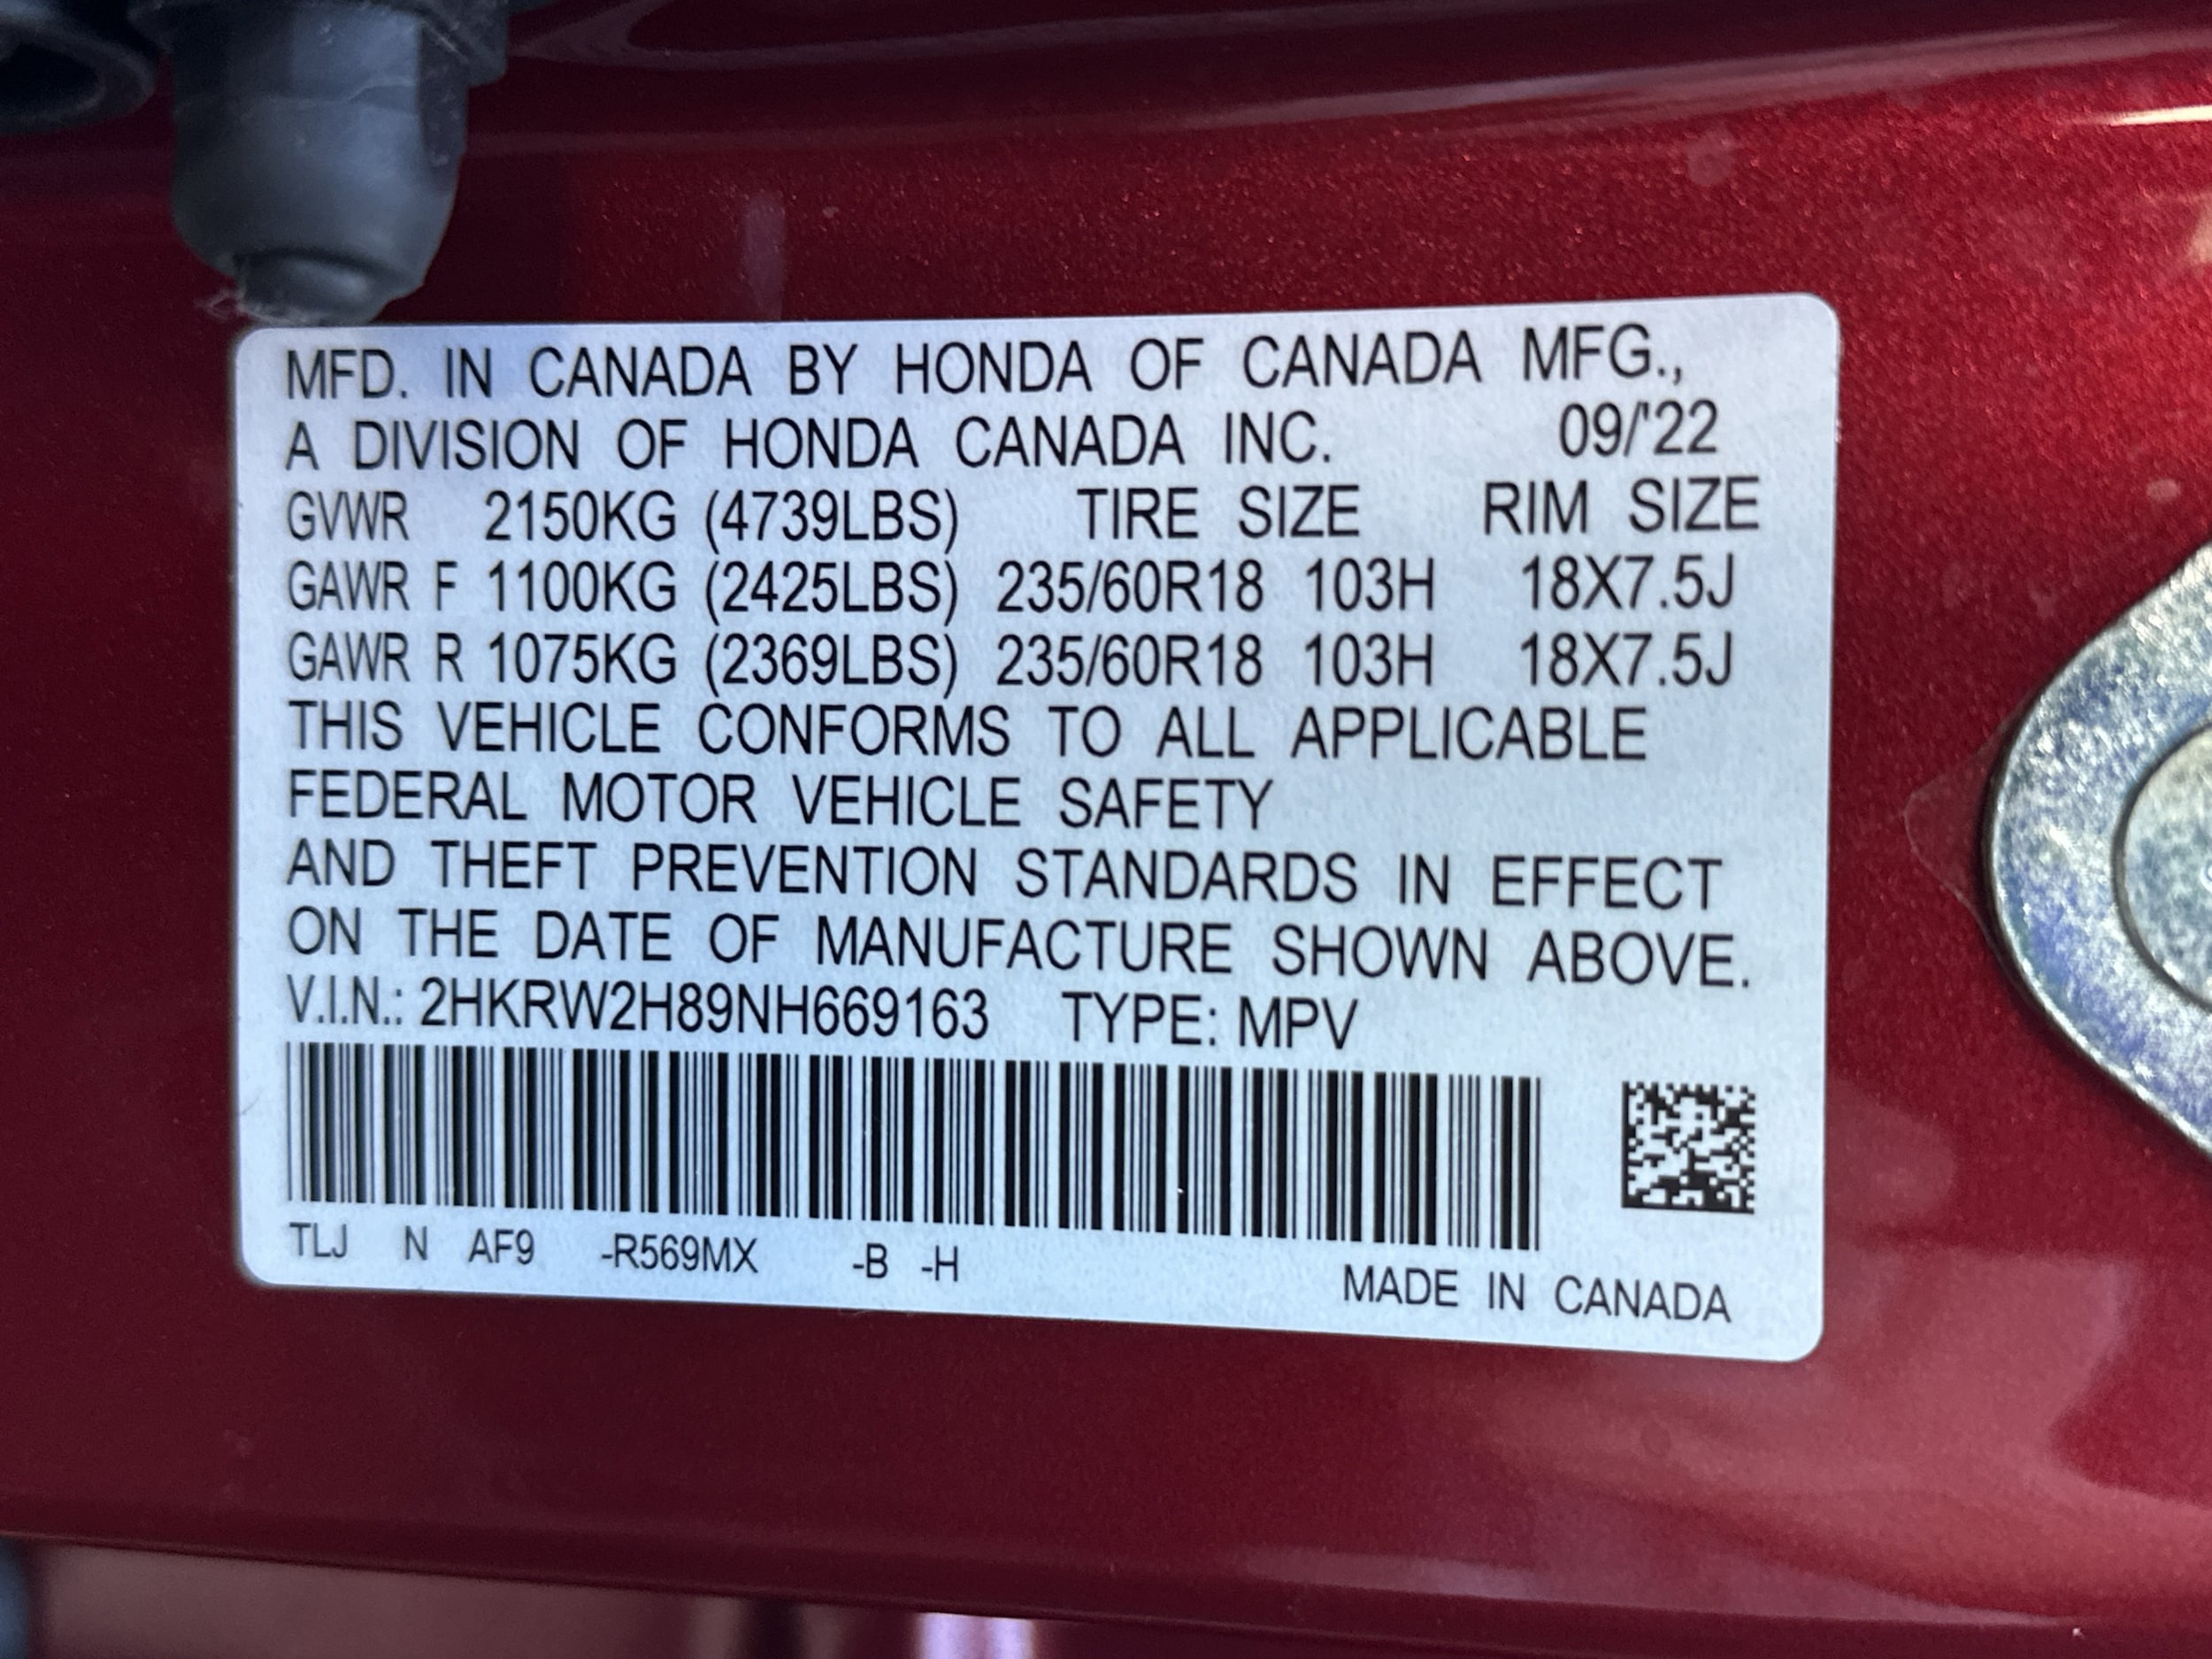 MFD. IN CANADA BY HONDA OF CANADA MFG.,
A DIVISION OF HONDA CANADA INC. 09/'22
GVWR 2150KG (4739LBS) TIRE SIZE RIM SIZE
GAWR F 1100KG (2425LBS) 235/60R18 103H 18X7.5J
GAWR R 1075KG (2369LBS) 235/60R18 103H 18X7.5J
THIS VEHICLE CONFORMS TO ALL APPLICABLE
FEDERAL MOTOR VEHICLE SAFETY
AND THEFT PREVENTION STANDARDS IN EFFECT
ON THE DATE OF MANUFACTURE SHOWN ABOVE.
V.I.N.: 2HKRW2H89NH669163 TYPE: MPV
TLJ N AF9 -R569MX -B -H
MADE IN CANADA